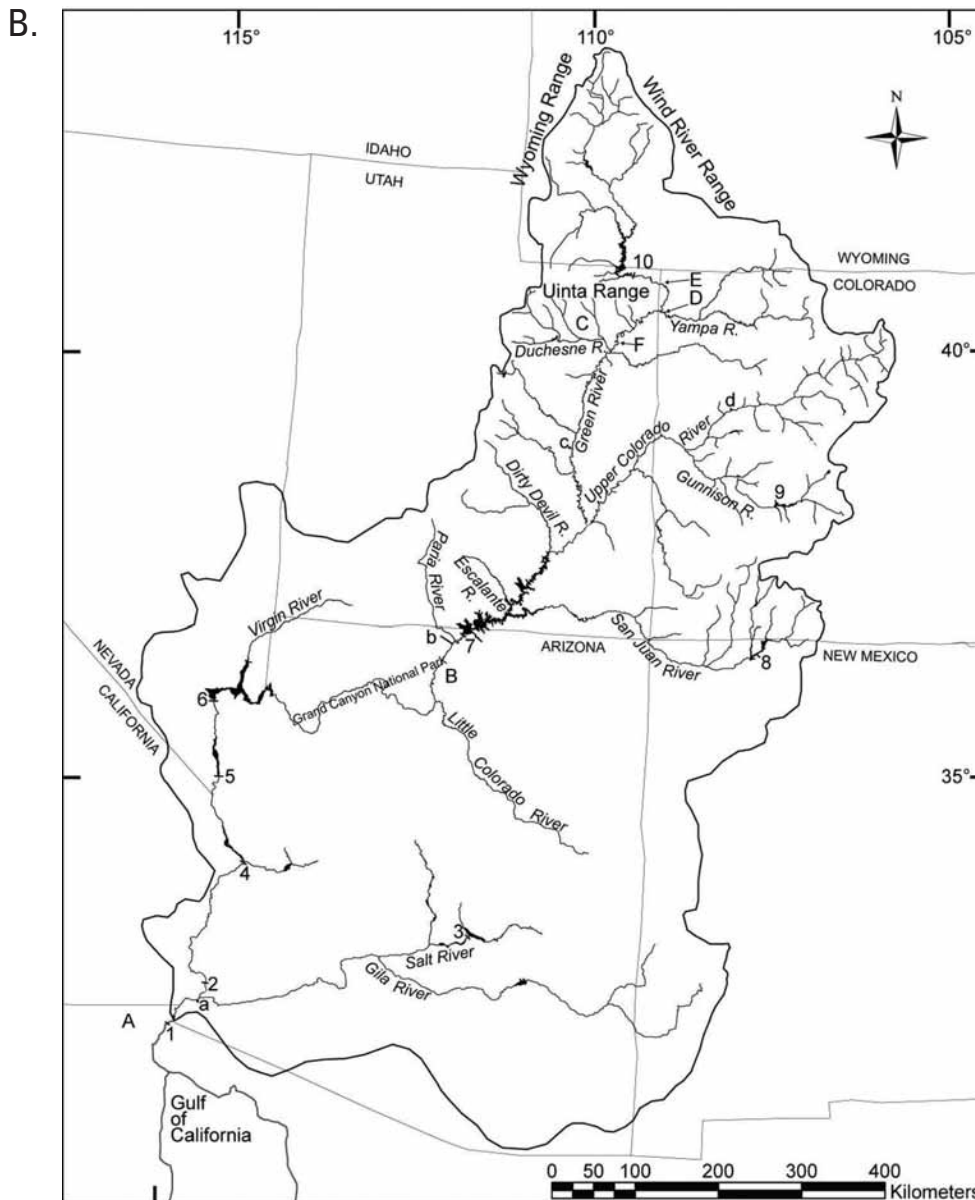 B.
115°
110°
105°
N
Wyoming Range
Wind River Range
IDAHO
UTAH
WYOMING
COLORADO
10
E
Uinta Range
D
C
Yampa R.
Duchesne R.
F
40°
Green River
c
d
Upper Colorado River
Dirty Devil R.
Gunnison R.
9
Paria River
Escalante R.
Virgin River
San Juan River
b
7
ARIZONA
8
NEW MEXICO
NEVADA
CALIFORNIA
B
Grand Canyon National Park
6
Little Colorado River
5
35°
4
3
Salt River
Gila River
2
a
A
1
Gulf
of
California
0 50 100 200 300 400
Kilometers